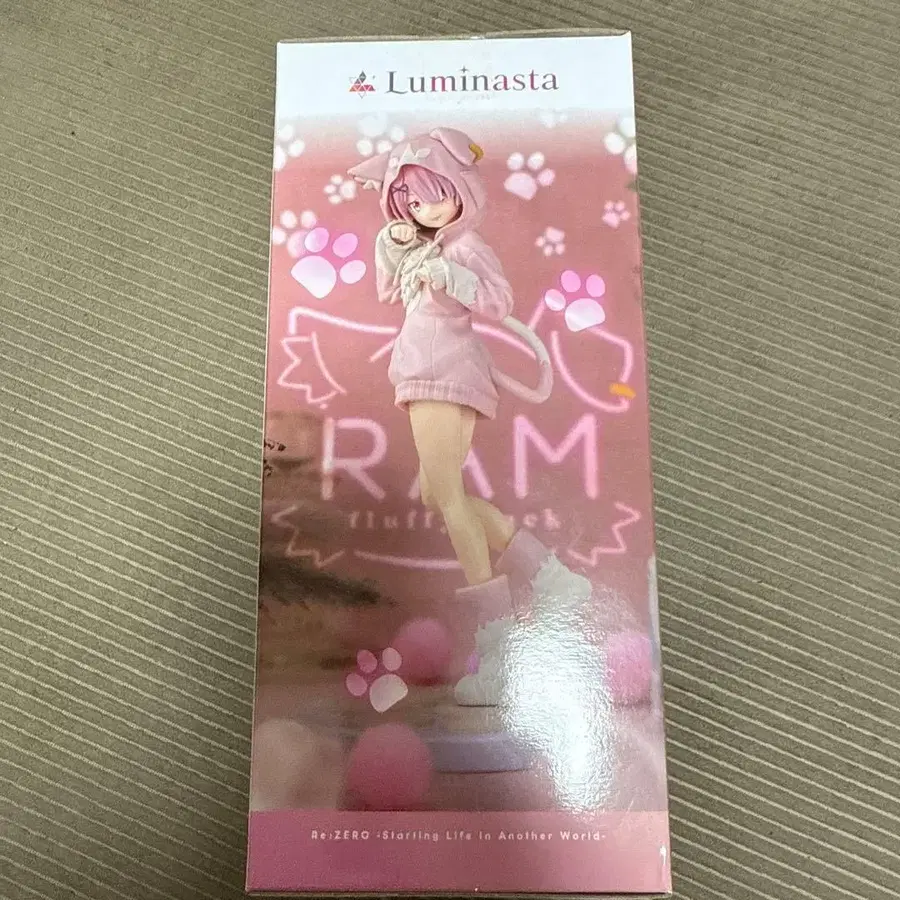 Luminasta
RAM
Re:ZERO -Starting Life in Another World-